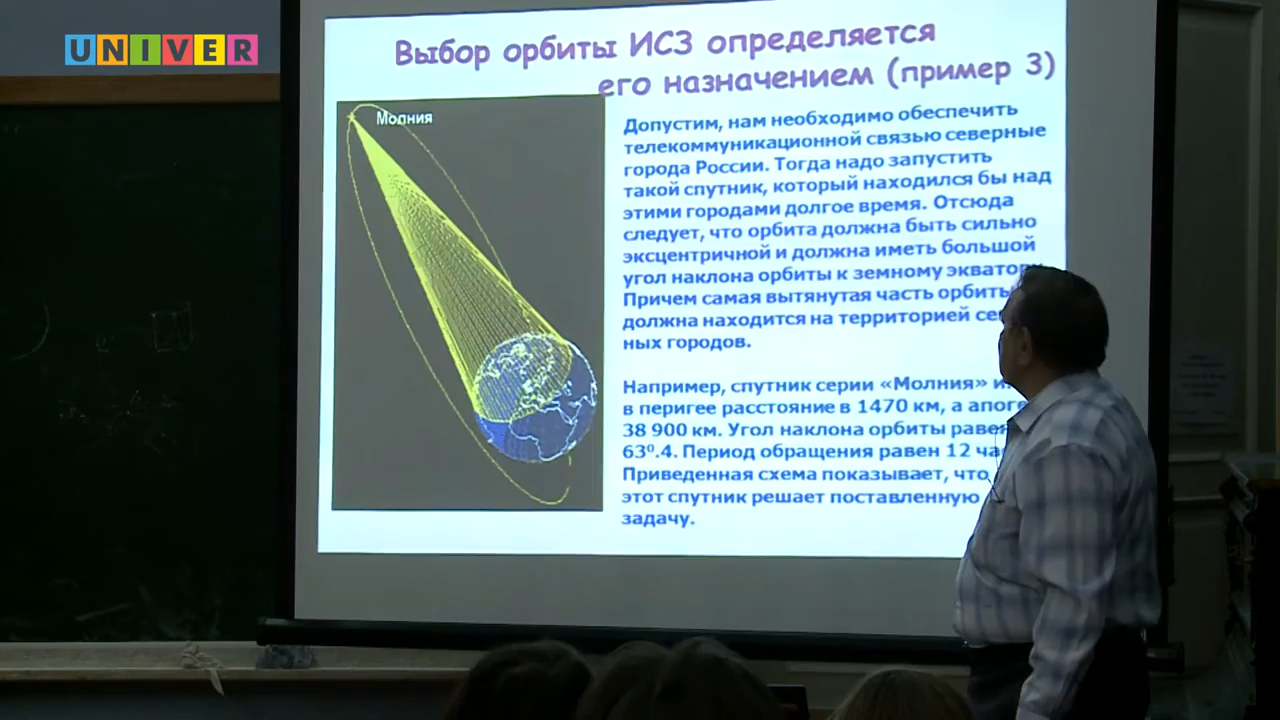 UNIVER
Выбор орбиты ИСЗ определяется
его назначением (пример 3)
Молния
Допустим, нам необходимо обеспечить
телекоммуникационной связью северные
города России. Тогда надо запустить
такой спутник, который находился бы над
этими городами долгое время. Отсюда
следует, что орбита должна быть сильно
эксцентричной и должна иметь большой
угол наклона орбиты к земному экватору.
Причем самая вытянутая часть орбиты
должна находится на территорией
ных городов.
Например, спутник серии «Молния»
в перигее расстояние в 1470 км, а
38 900 км. Угол наклона орбиты
63⁰.4. Период обращения равен 12
Приведенная схема показывает, что
этот спутник решает поставленную
задачу.